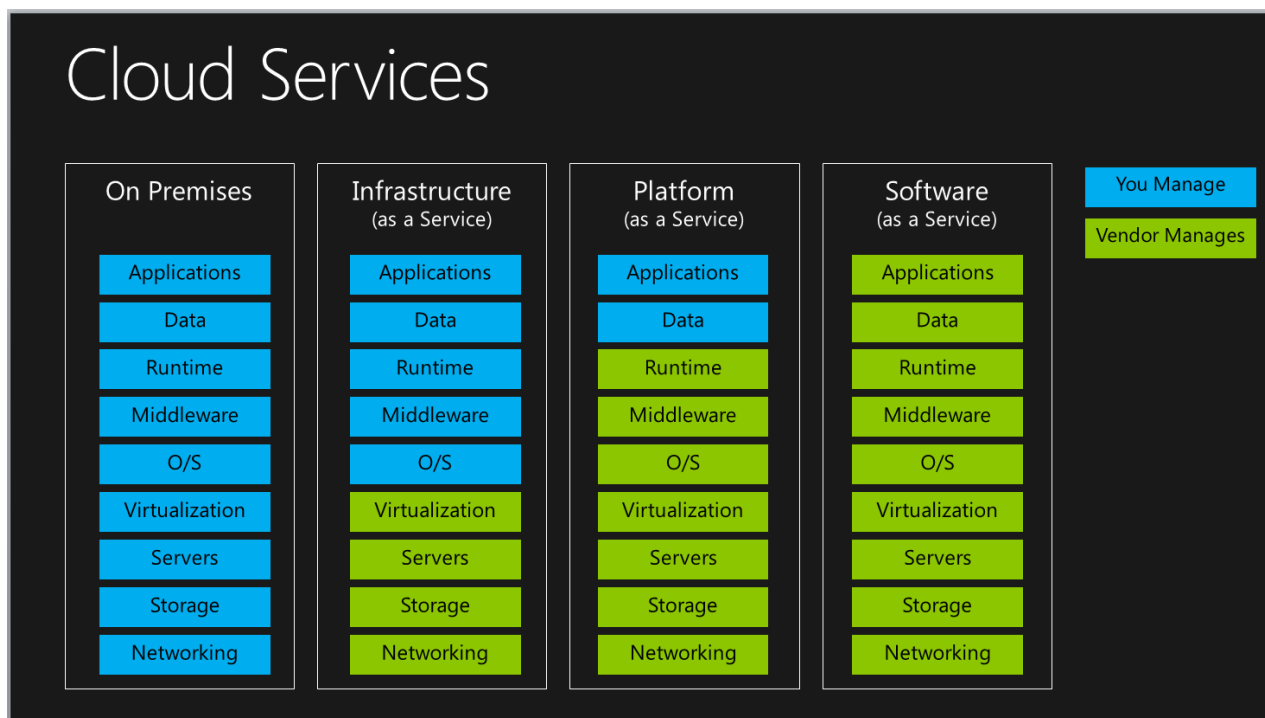 Cloud Services
On Premises
Applications
Data
Runtime
Middleware
O/S
Virtualization
Servers
Storage
Networking
Infrastructure
(as a Service)
Applications
Data
Runtime
Middleware
O/S
Virtualization
Servers
Storage
Networking
Platform
(as a Service)
Applications
Data
Runtime
Middleware
O/S
Virtualization
Servers
Storage
Networking
Software
(as a Service)
Applications
Data
Runtime
Middleware
O/S
Virtualization
Servers
Storage
Networking
You Manage
Vendor Manages